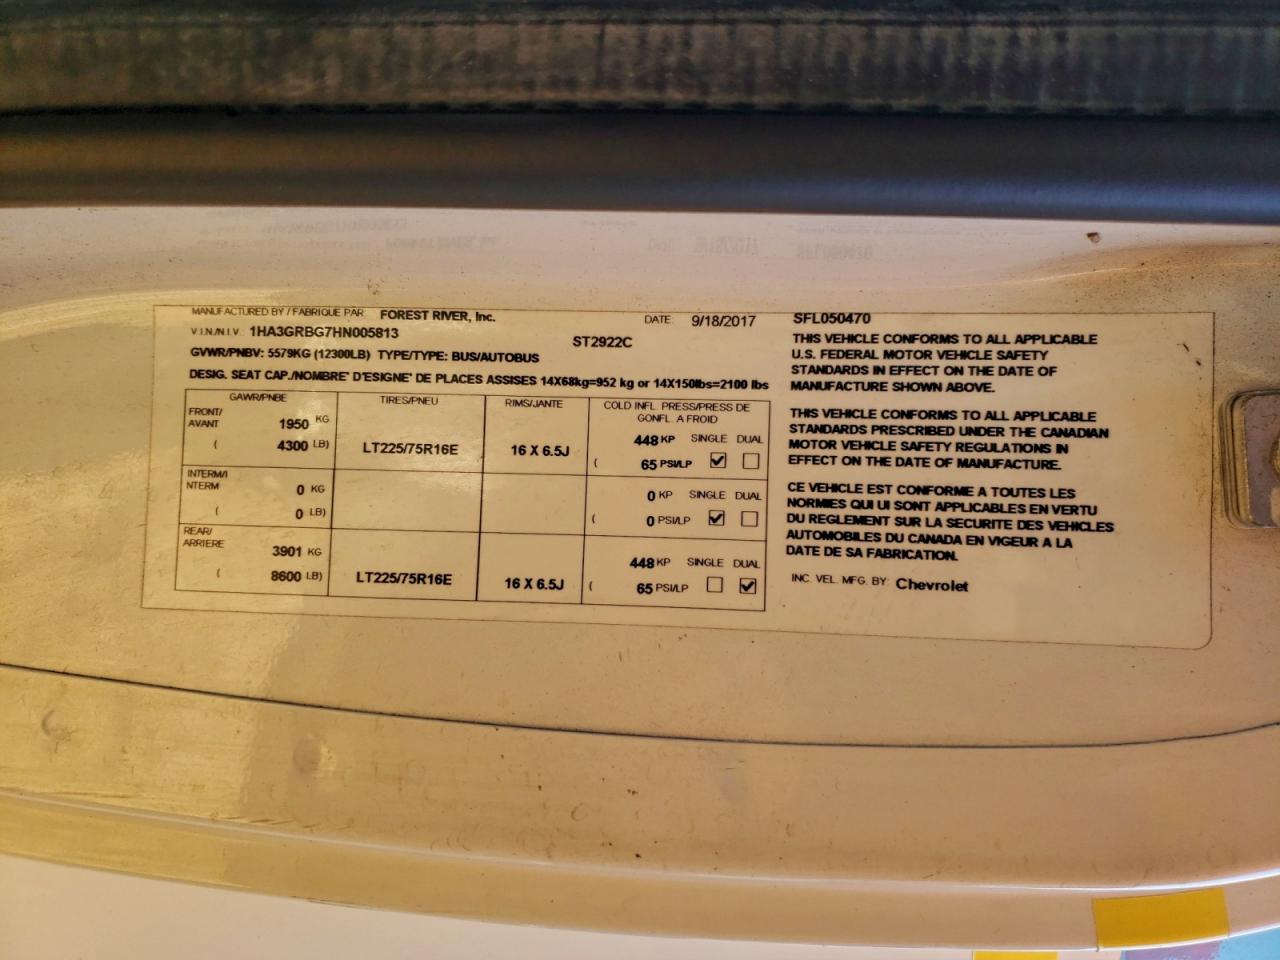 MANUFACTURED BY / FABRIQUE PAR: FOREST RIVER, Inc. DATE: 9/18/2017 SFL050470
V.I.N/N.I.V. 1HA3GRBG7HN005813 ST2922C
GVWR/PNBV: 5579KG (12300LB) TYPE/TYPE: BUS/AUTOBUS
DESIG. SEAT CAP./NOMBRE' D'ESIGNE' DE PLACES ASSISES 14X68kg=952 kg or 14X150lbs=2100 lbs
GAWR/PNBE TIRES/PNEU RIMS/JANTE COLD INFL. PRESS/PRESS DE
GONFL. A FROID
FRONT/
AVANT 1950 KG 448 KP SINGLE DUAL
( 4300 LB) LT225/75R16E 16 X 6.5J ( 65 PSI/LP ☑ ☐
INTERM/I
NTERM 0 KG 0 KP SINGLE DUAL
( 0 LB) ( 0 PSI/LP ☑ ☐
REAR/
ARRIERE 3901 KG 448 KP SINGLE DUAL
( 8600 LB) LT225/75R16E 16 X 6.5J ( 65 PSI/LP ☐ ☑
THIS VEHICLE CONFORMS TO ALL APPLICABLE
U.S. FEDERAL MOTOR VEHICLE SAFETY
STANDARDS IN EFFECT ON THE DATE OF
MANUFACTURE SHOWN ABOVE.
THIS VEHICLE CONFORMS TO ALL APPLICABLE
STANDARDS PRESCRIBED UNDER THE CANADIAN
MOTOR VEHICLE SAFETY REGULATIONS IN
EFFECT ON THE DATE OF MANUFACTURE.
CE VEHICLE EST CONFORME A TOUTES LES
NORMIES QUI UI SONT APPLICABLES EN VERTU
DU REGLEMENT SUR LA SECURITE DES VEHICLES
AUTOMOBILES DU CANADA EN VIGEUR A LA
DATE DE SA FABRICATION.
INC. VEL. MFG. BY: Chevrolet